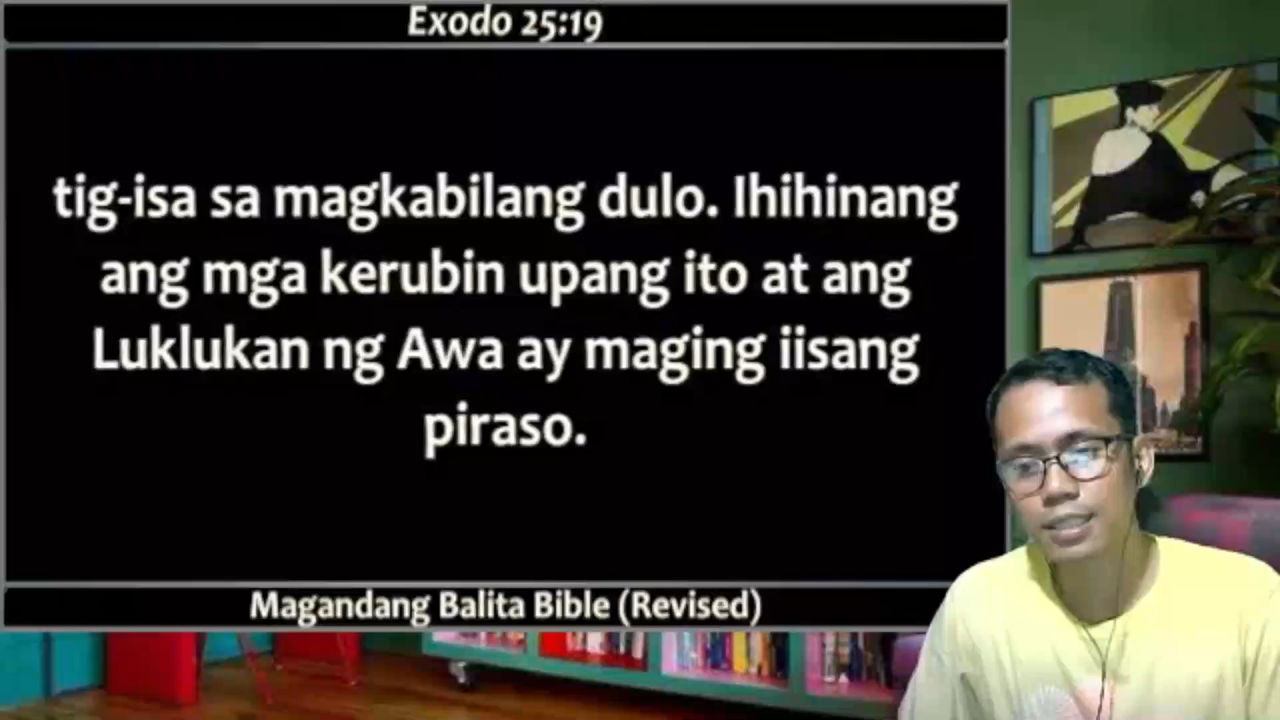 Exodo 25:19
tig-isa sa magkabilang dulo. Ihihinang
ang mga kerubin upang ito at ang
Luklukan ng Awa ay maging iisang
piraso.
Magandang Balita Bible (Revised)